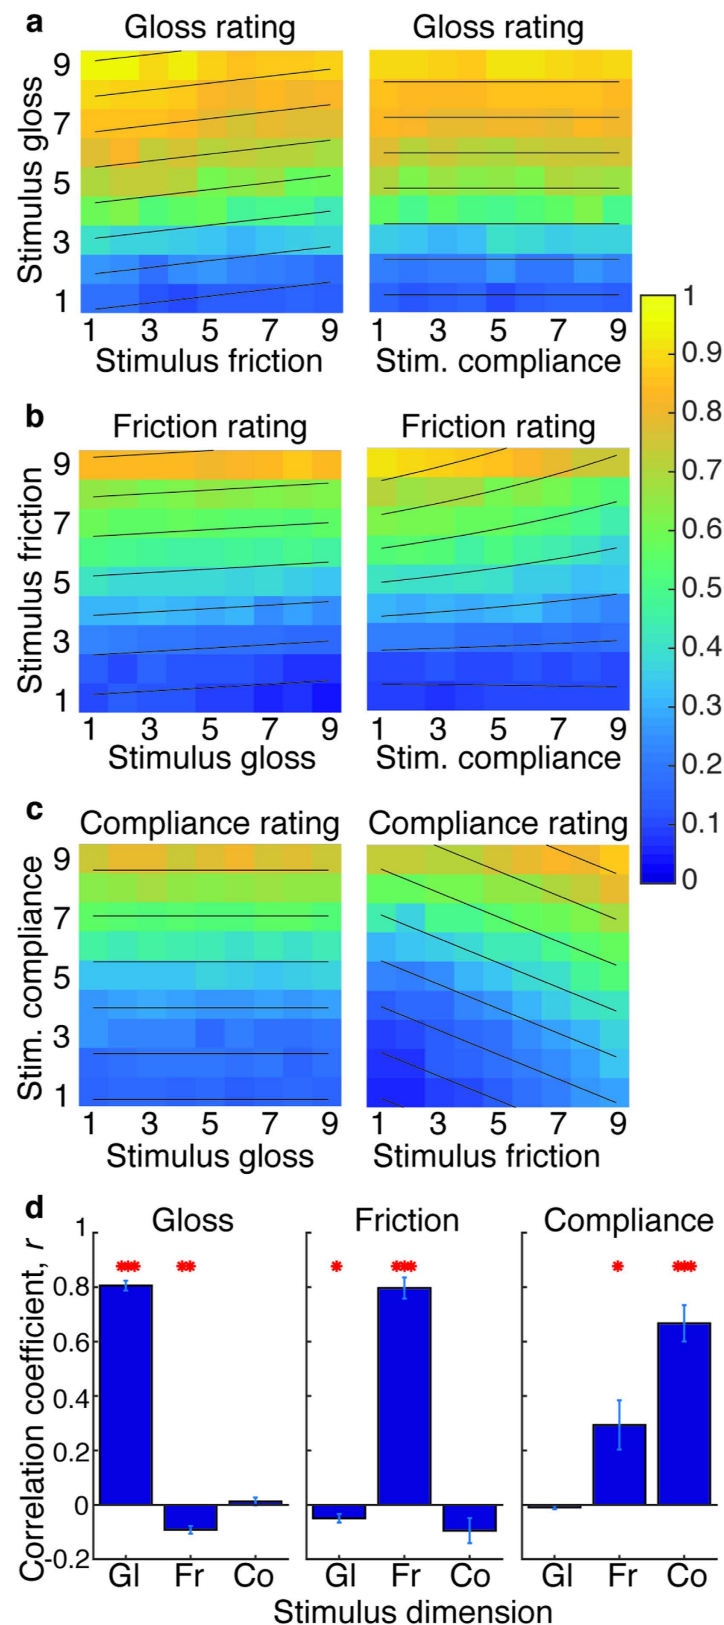 a
Gloss rating
Gloss rating
Stimulus gloss
9
7
5
3
1
1 3 5 7 9
1 3 5 7 9
Stimulus friction
Stim. compliance
1
0.9
0.8
0.7
0.6
0.5
0.4
0.3
0.2
0.1
0
b
Friction rating
Friction rating
Stimulus friction
9
7
5
3
1
1 3 5 7 9
1 3 5 7 9
Stimulus gloss
Stim. compliance
c
Compliance rating
Compliance rating
Stim. compliance
9
7
5
3
1
1 3 5 7 9
1 3 5 7 9
Stimulus gloss
Stimulus friction
d
Gloss
Friction
Compliance
Correlation coefficient, r
1
0.8
0.6
0.4
0.2
0
-0.2
***
**
*
***
*
***
Gl Fr Co
Gl Fr Co
Gl Fr Co
Stimulus dimension